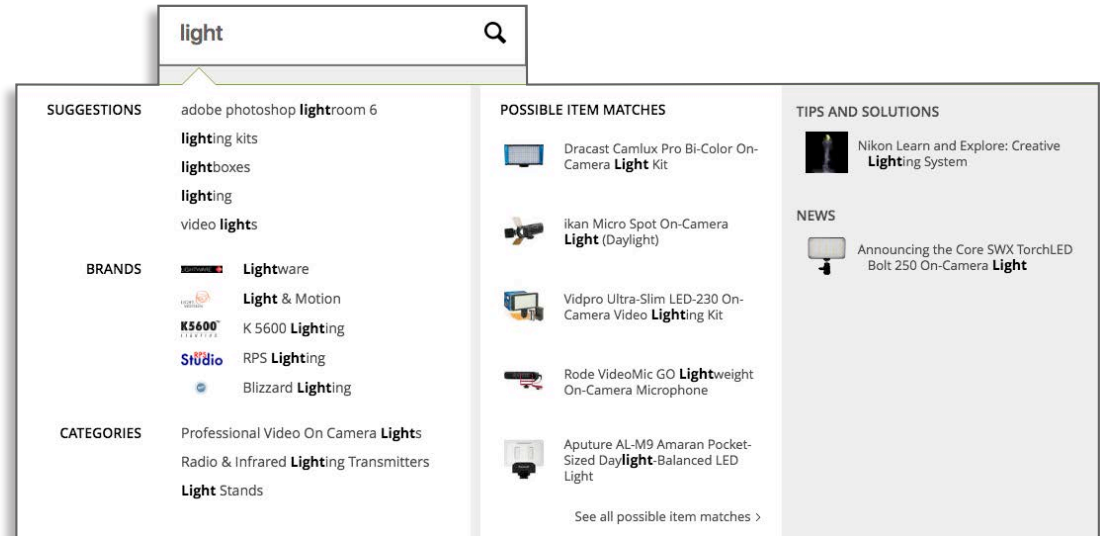 light
SUGGESTIONS
adobe photoshop lightroom 6
lighting kits
lightboxes
lighting
video lights
BRANDS
LIGHTWARE
Lightware
Light & Motion
K5600
LIGHTING
K 5600 Lighting
RPS
Studio
RPS Lighting
Blizzard Lighting
CATEGORIES
Professional Video On Camera Lights
Radio & Infrared Lighting Transmitters
Light Stands
POSSIBLE ITEM MATCHES
Dracast Camlux Pro Bi-Color On-
Camera Light Kit
ikan Micro Spot On-Camera
Light (Daylight)
Vidpro Ultra-Slim LED-230 On-
Camera Video Lighting Kit
Rode VideoMic GO Lightweight
On-Camera Microphone
Aputure AL-M9 Amaran Pocket-
Sized Daylight-Balanced LED
Light
See all possible item matches >
TIPS AND SOLUTIONS
Nikon Learn and Explore: Creative
Lighting System
NEWS
Announcing the Core SWX TorchLED
Bolt 250 On-Camera Light